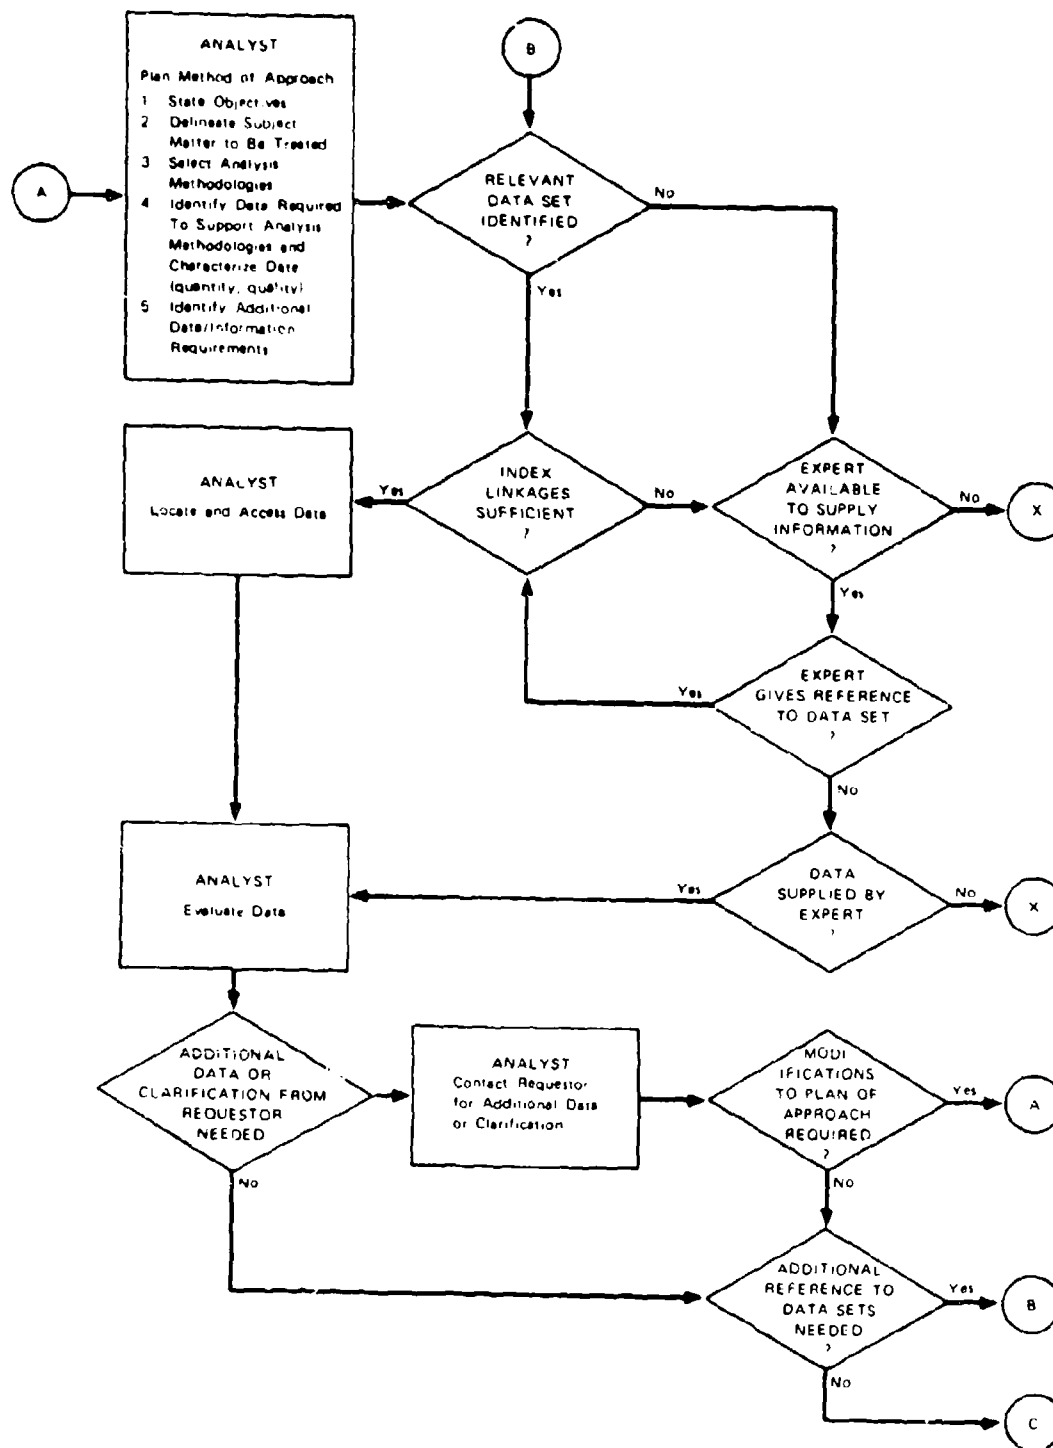 ANALYST
Plan Method of Approach
1 State Objectives
2 Delineate Subject
Matter to Be Treated
3 Select Analysis
Methodologies
4 Identify Data Required
To Support Analysis
Methodologies and
Characterize Date
(quantity, quality)
5 Identify Additional
Data/Information
Requirements
A
B
RELEVANT
DATA SET
IDENTIFIED
?
No
Yes
ANALYST
Locate and Access Data
Yes
INDEX
LINKAGES
SUFFICIENT
?
No
EXPERT
AVAILABLE
TO SUPPLY
INFORMATION
?
No
X
Yes
EXPERT
GIVES REFERENCE
TO DATA SET
?
Yes
No
ANALYST
Evaluate Data
Yes
DATA
SUPPLIED BY
EXPERT
?
No
X
ADDITIONAL
DATA OR
CLARIFICATION FROM
REQUESTOR
NEEDED
No
ANALYST
Contact Requestor
for Additional Data
or Clarification
MODI
IFICATIONS
TO PLAN OF
APPROACH
REQUIRED
?
Yes
A
No
ADDITIONAL
REFERENCE TO
DATA SETS
NEEDED
?
Yes
B
No
C